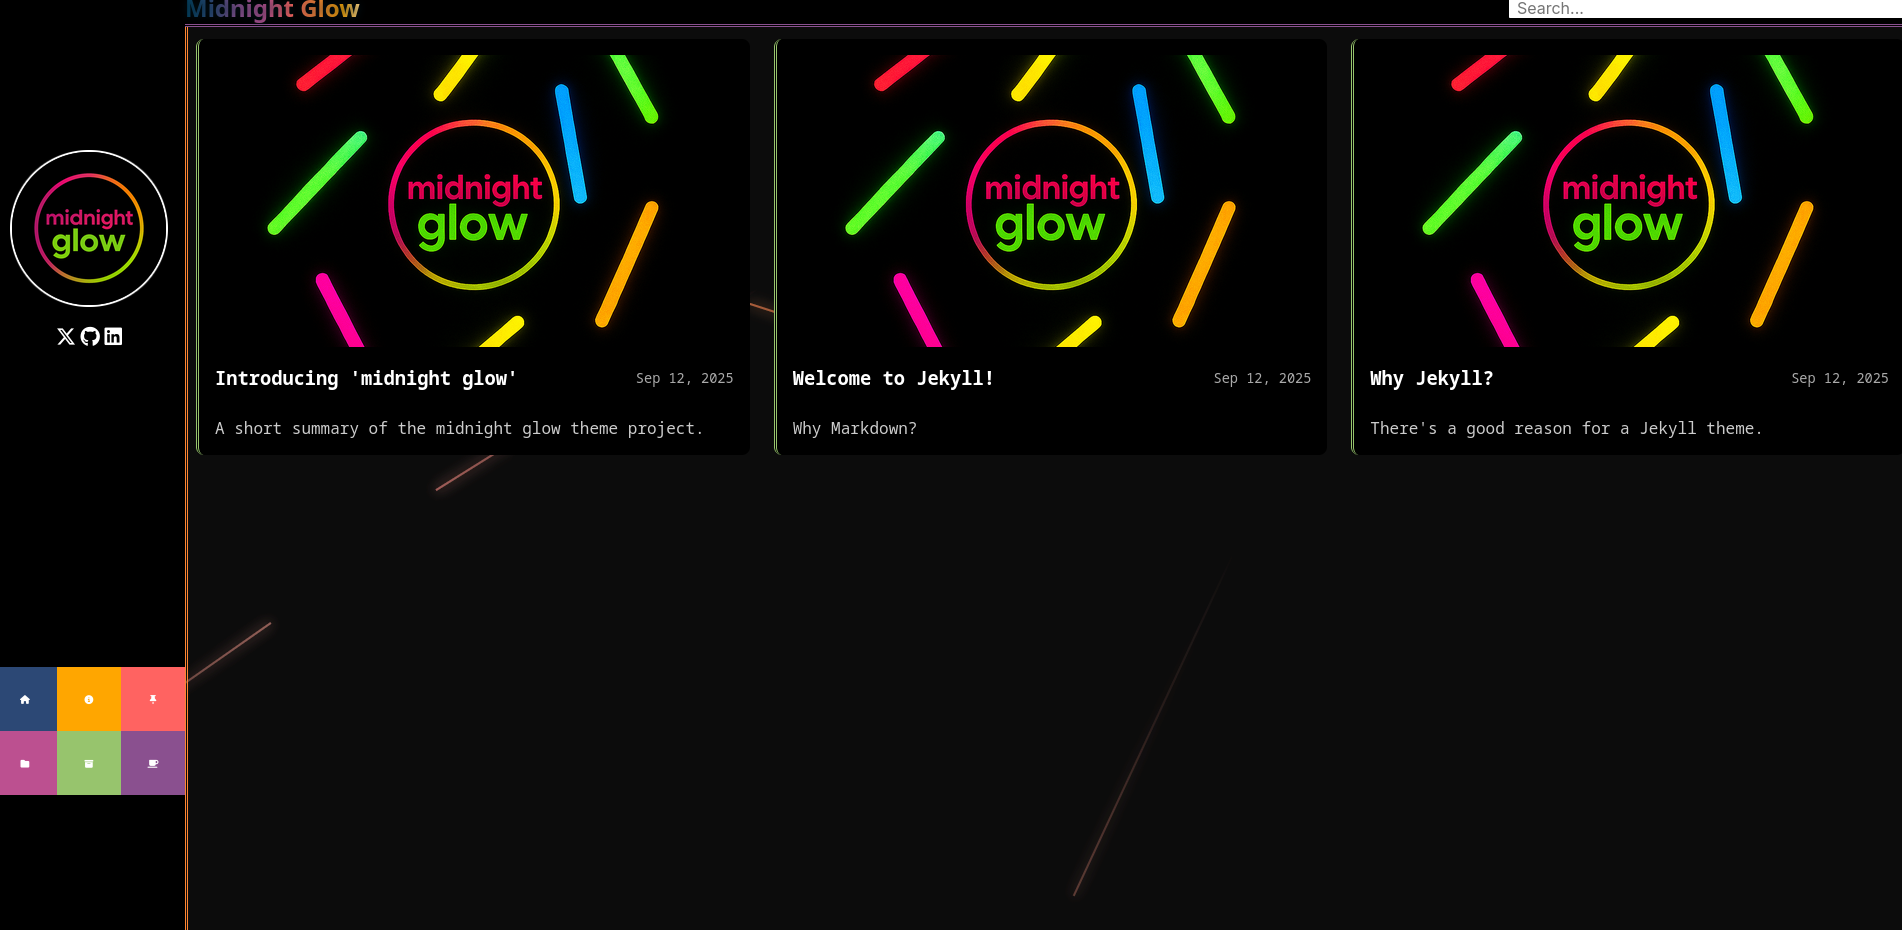 Midnight Glow
Search...
midnight
glow
midnight
glow
midnight
glow
midnight
glow
Introducing 'midnight glow'
Sep 12, 2025
A short summary of the midnight glow theme project.
Welcome to Jekyll!
Sep 12, 2025
Why Markdown?
Why Jekyll?
Sep 12, 2025
There's a good reason for a Jekyll theme.